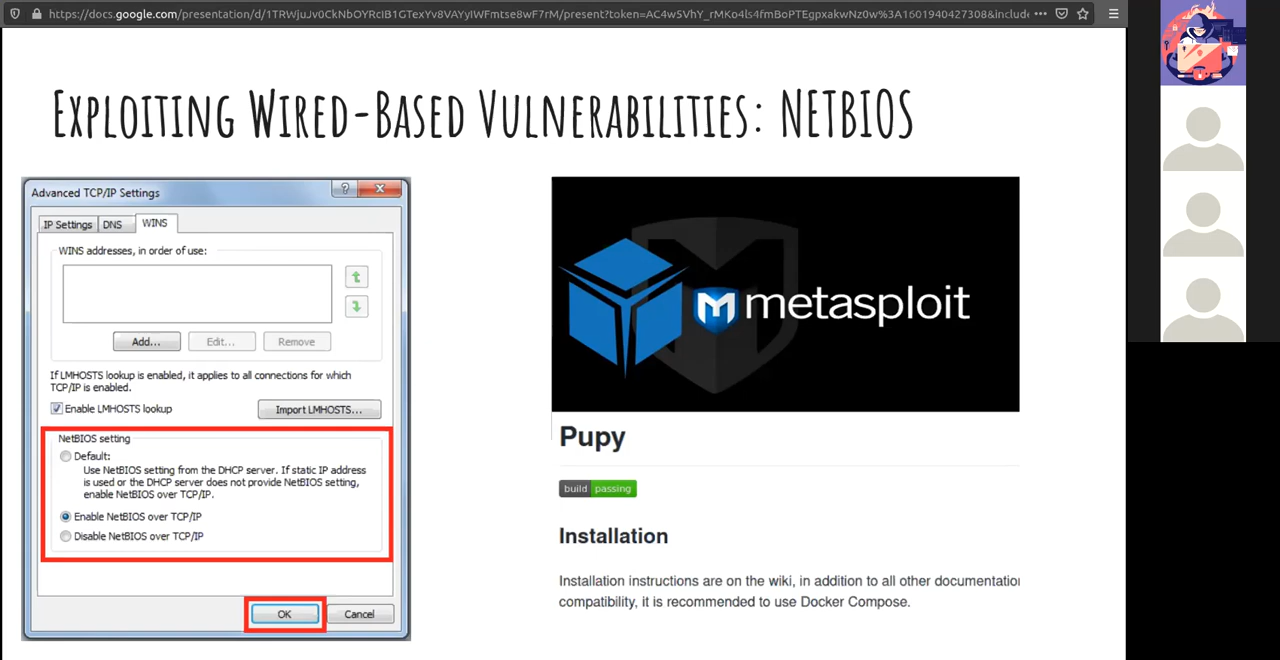 https://docs.google.com/presentation/d/1TRWjuJv0CkNbOYRcIB1GTexYv8VAYyIWFmtse8wF7rM/present?token=AC4w5VhY_rMKo4ls4fmBoPTEgpxakwNz0w%3A1601940427308&include
Exploiting Wired-Based Vulnerabilities: NETBIOS
Advanced TCP/IP Settings
IP Settings DNS WINS
WINS addresses, in order of use:
Add... Edit... Remove
If LMHOSTS lookup is enabled, it applies to all connections for which
TCP/IP is enabled.
Enable LMHOSTS lookup Import LMHOSTS...
NetBIOS setting
Default:
Use NetBIOS setting from the DHCP server. If static IP address
is used or the DHCP server does not provide NetBIOS setting,
enable NetBIOS over TCP/IP.
Enable NetBIOS over TCP/IP
Disable NetBIOS over TCP/IP
OK Cancel
metasploit
Pupy
build passing
Installation
Installation instructions are on the wiki, in addition to all other documentation
compatibility, it is recommended to use Docker Compose.